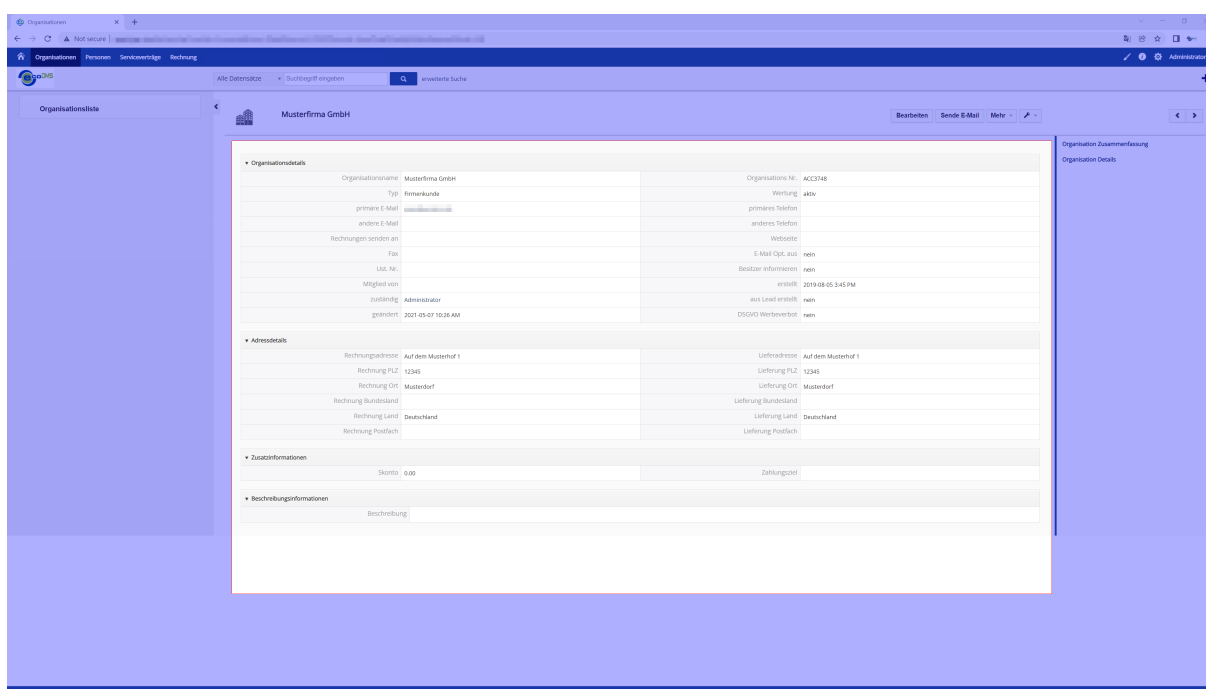 Organisationen
Not secure
Organisationen Personen Serviceverträge Rechnung
Administrator
DMS
Alle Datensätze Suchbegriff eingeben erweiterte Suche
Organisationsliste
Musterfirma GmbH
Bearbeiten Sende E-Mail Mehr
Organisation Zusammenfassung
Organisation Details
Organisationsdetails
Organisationsname Musterfirma GmbH Organisations Nr. ACC3748
Typ Firmenkunde Wertung aktiv
primäre E-Mail primäres Telefon
andere E-Mail anderes Telefon
Rechnungen senden an Webseite
Fax E-Mail Opt. aus nein
Ust. Nr. Besitzer informieren nein
Mitglied von erstellt 2019-08-05 3:45 PM
zuständig Administrator aus Lead erstellt nein
geändert 2021-05-07 10:26 AM DSGVO Werbeverbot nein
Adressdetails
Rechnungsadresse Auf dem Musterhof 1 Lieferadresse Auf dem Musterhof 1
Rechnung PLZ 12345 Lieferung PLZ 12345
Rechnung Ort Musterdorf Lieferung Ort Musterdorf
Rechnung Bundesland Lieferung Bundesland
Rechnung Land Deutschland Lieferung Land Deutschland
Rechnung Postfach Lieferung Postfach
Zusatzinformationen
Skonto 0.00 Zahlungsziel
Beschreibungsinformationen
Beschreibung